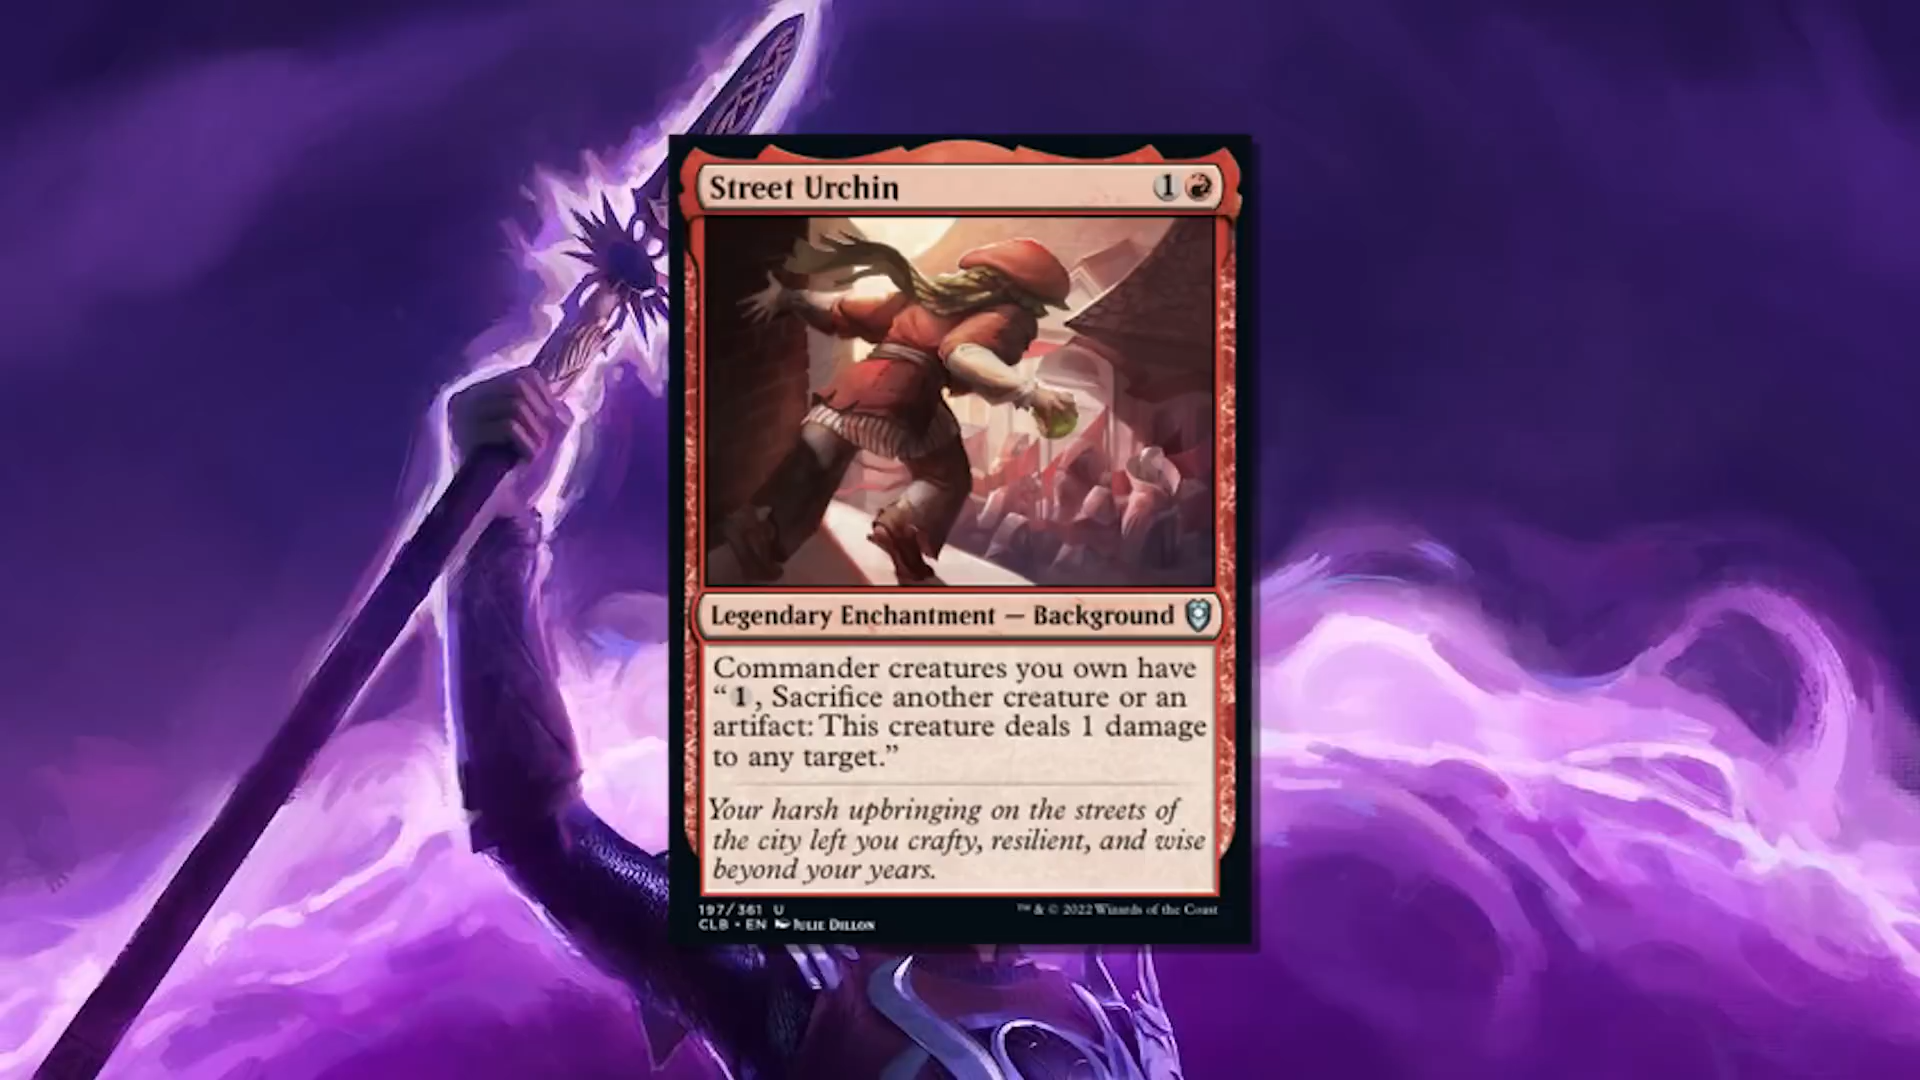 Street Urchin 1
Legendary Enchantment — Background
Commander creatures you own have
“1, Sacrifice another creature or an
artifact: This creature deals 1 damage
to any target.”
Your harsh upbringing on the streets of
the city left you crafty, resilient, and wise
beyond your years.
197/361 U
™ & © 2022 Wizards of the Coast
CLB • EN Julie Dillon